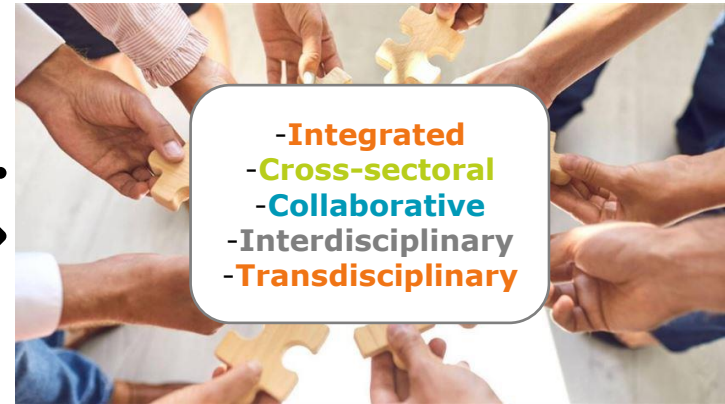 -Integrated
-Cross-sectoral
-Collaborative
-Interdisciplinary
-Transdisciplinary